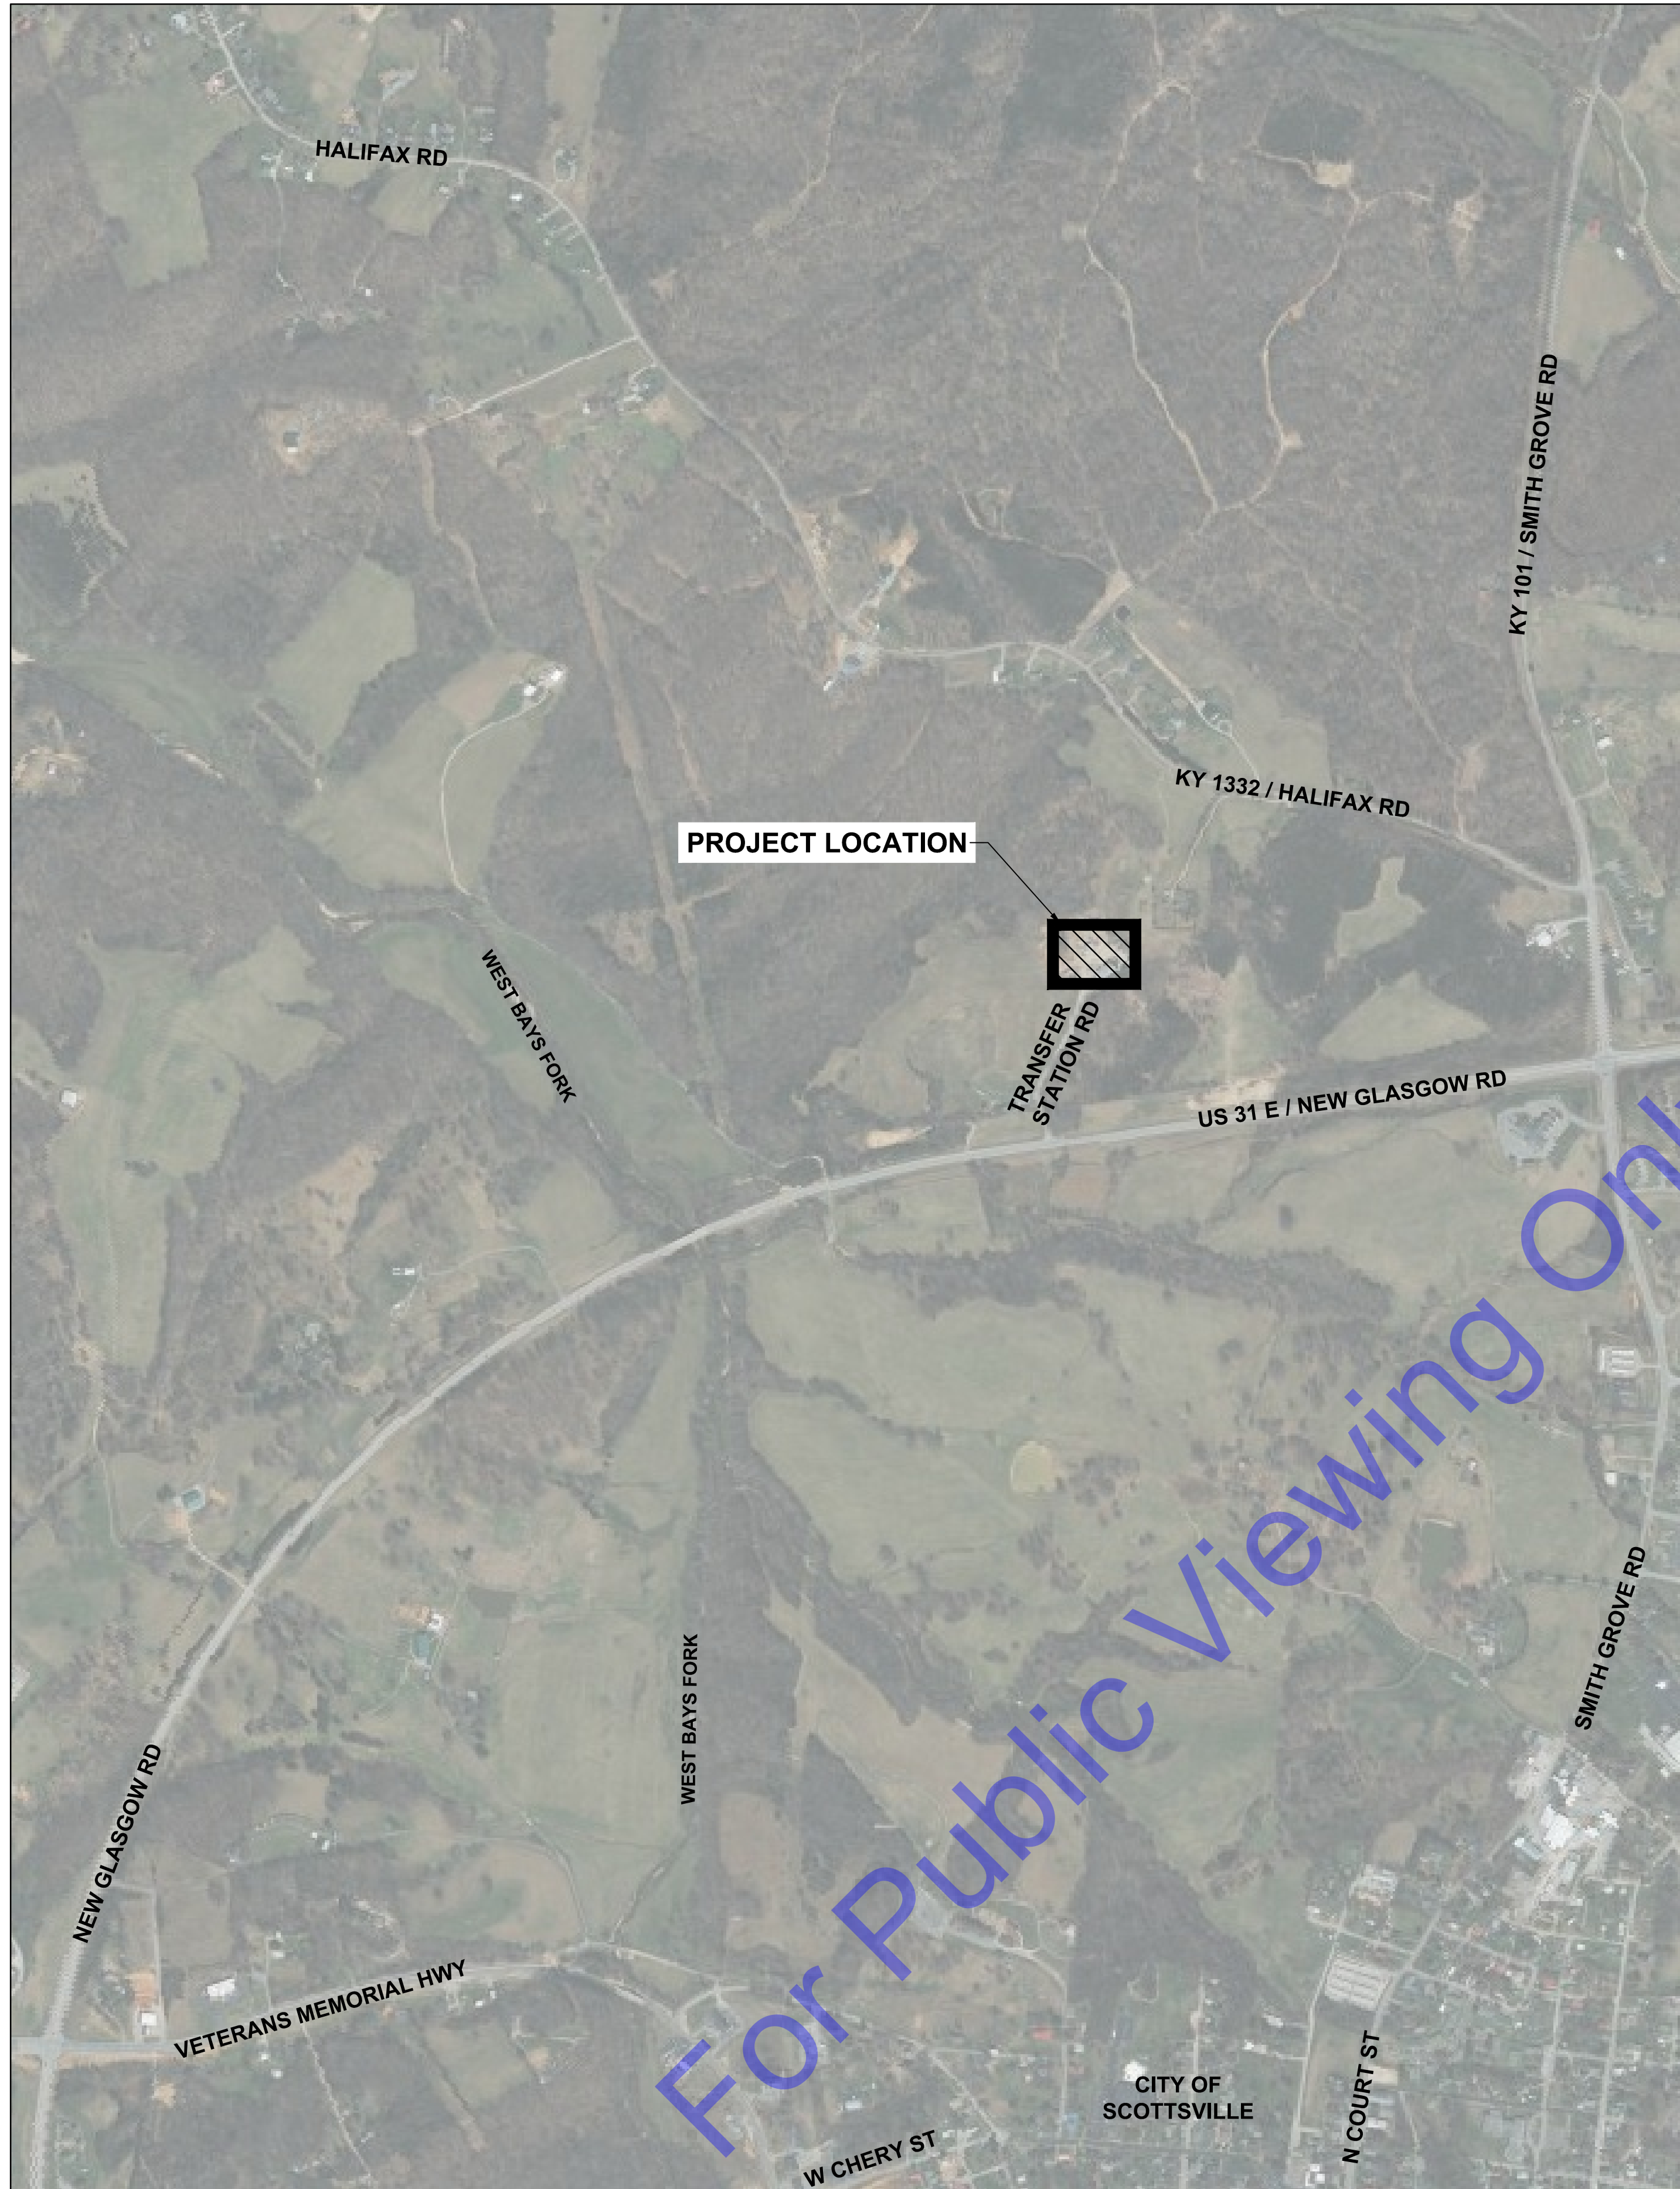 HALIFAX RD
KY 101 / SMITH GROVE RD
KY 1332 / HALIFAX RD
PROJECT LOCATION
WEST BAYS FORK
TRANSFER
STATION RD
US 31 E / NEW GLASGOW RD
SMITH GROVE RD
WEST BAYS FORK
NEW GLASGOW RD
VETERANS MEMORIAL HWY
CITY OF
SCOTTSVILLE
N COURT ST
W CHERY ST
For Public Viewing Onl